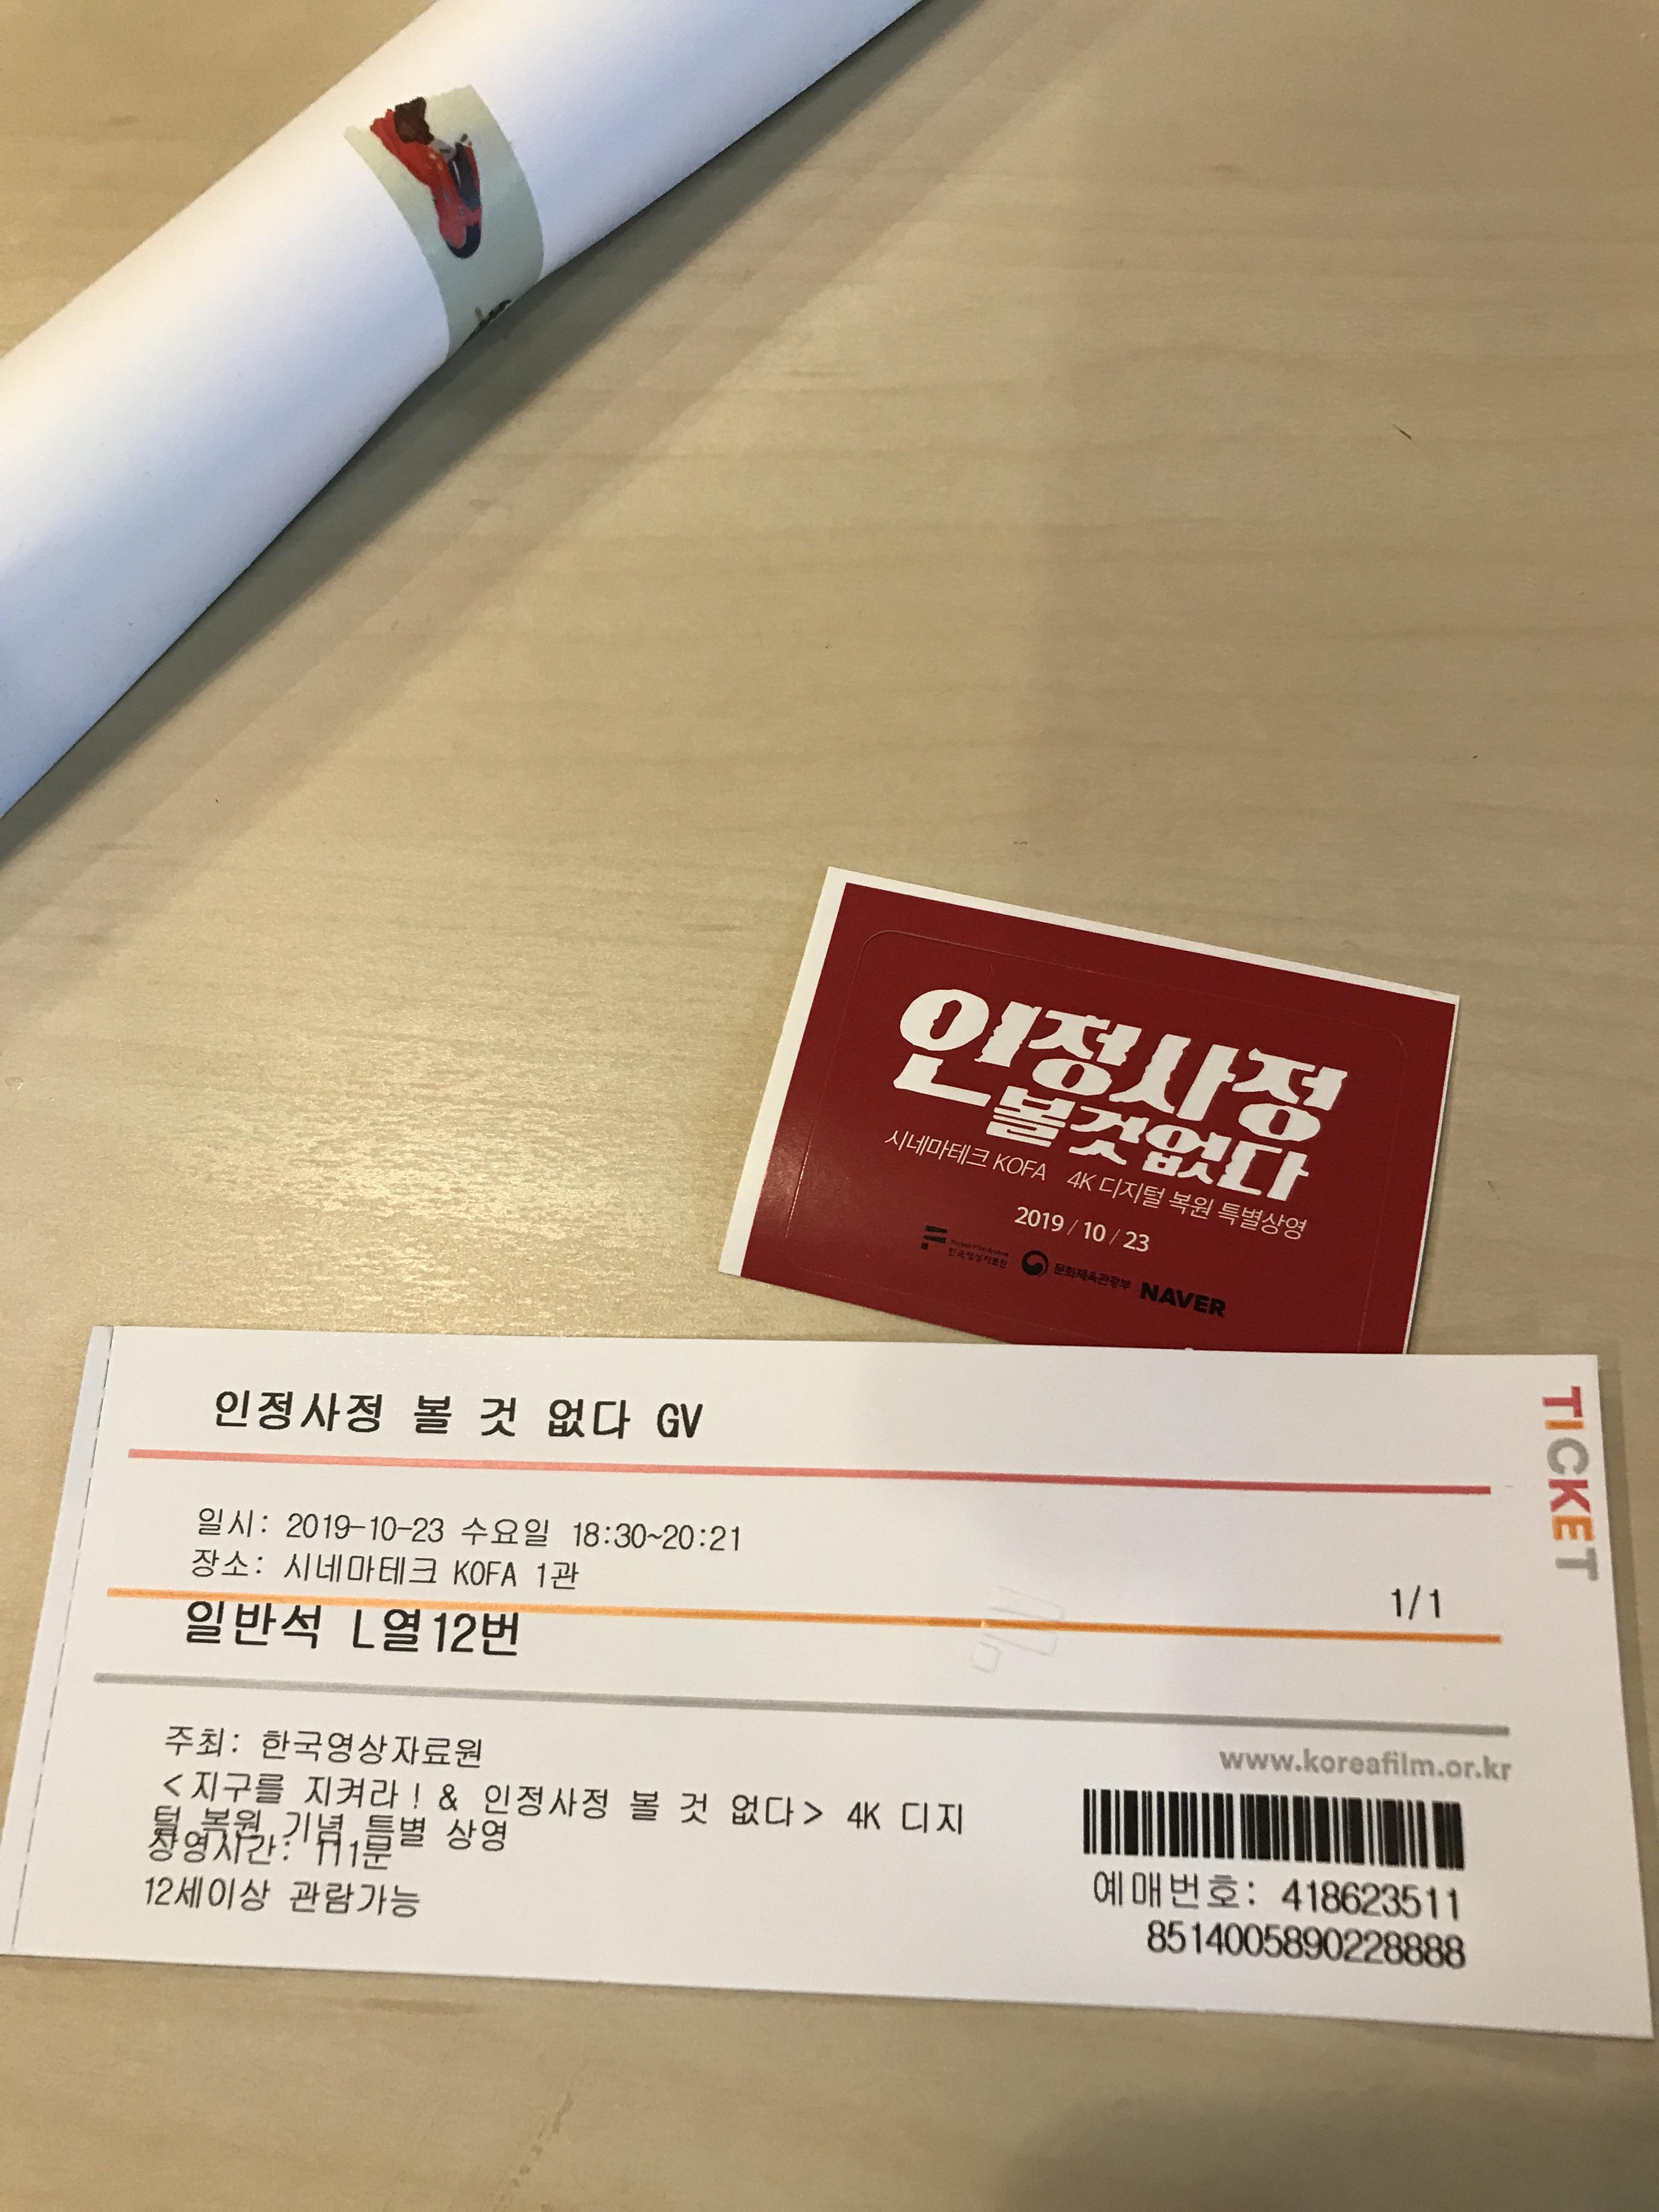 인정사정
볼것없다
시네마테크 KOFA 4K 디지털 복원 특별상영
2019 / 10 / 23
Korean Film Archive
한국영상자료원
문화체육관광부
NAVER
TICKET
인정사정 볼 것 없다 GV
일시: 2019-10-23 수요일 18:30~20:21
장소: 시네마테크 KOFA 1관
1/1
일반석 L열12번
주최: 한국영상자료원
<지구를 지켜라! & 인정사정 볼 것 없다> 4K 디지
털 복원 기념 특별 상영
상영시간: 111분
12세이상 관람가능
www.koreafilm.or.kr
예매번호: 418623511
8514005890228888